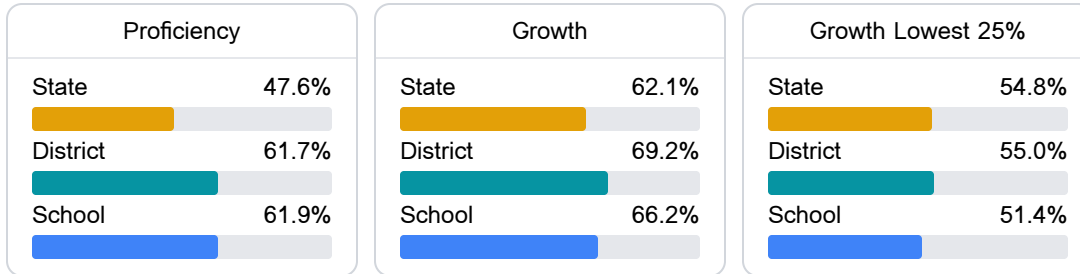 Proficiency
State 47.6%
District 61.7%
School 61.9%
Growth
State 62.1%
District 69.2%
School 66.2%
Growth Lowest 25%
State 54.8%
District 55.0%
School 51.4%